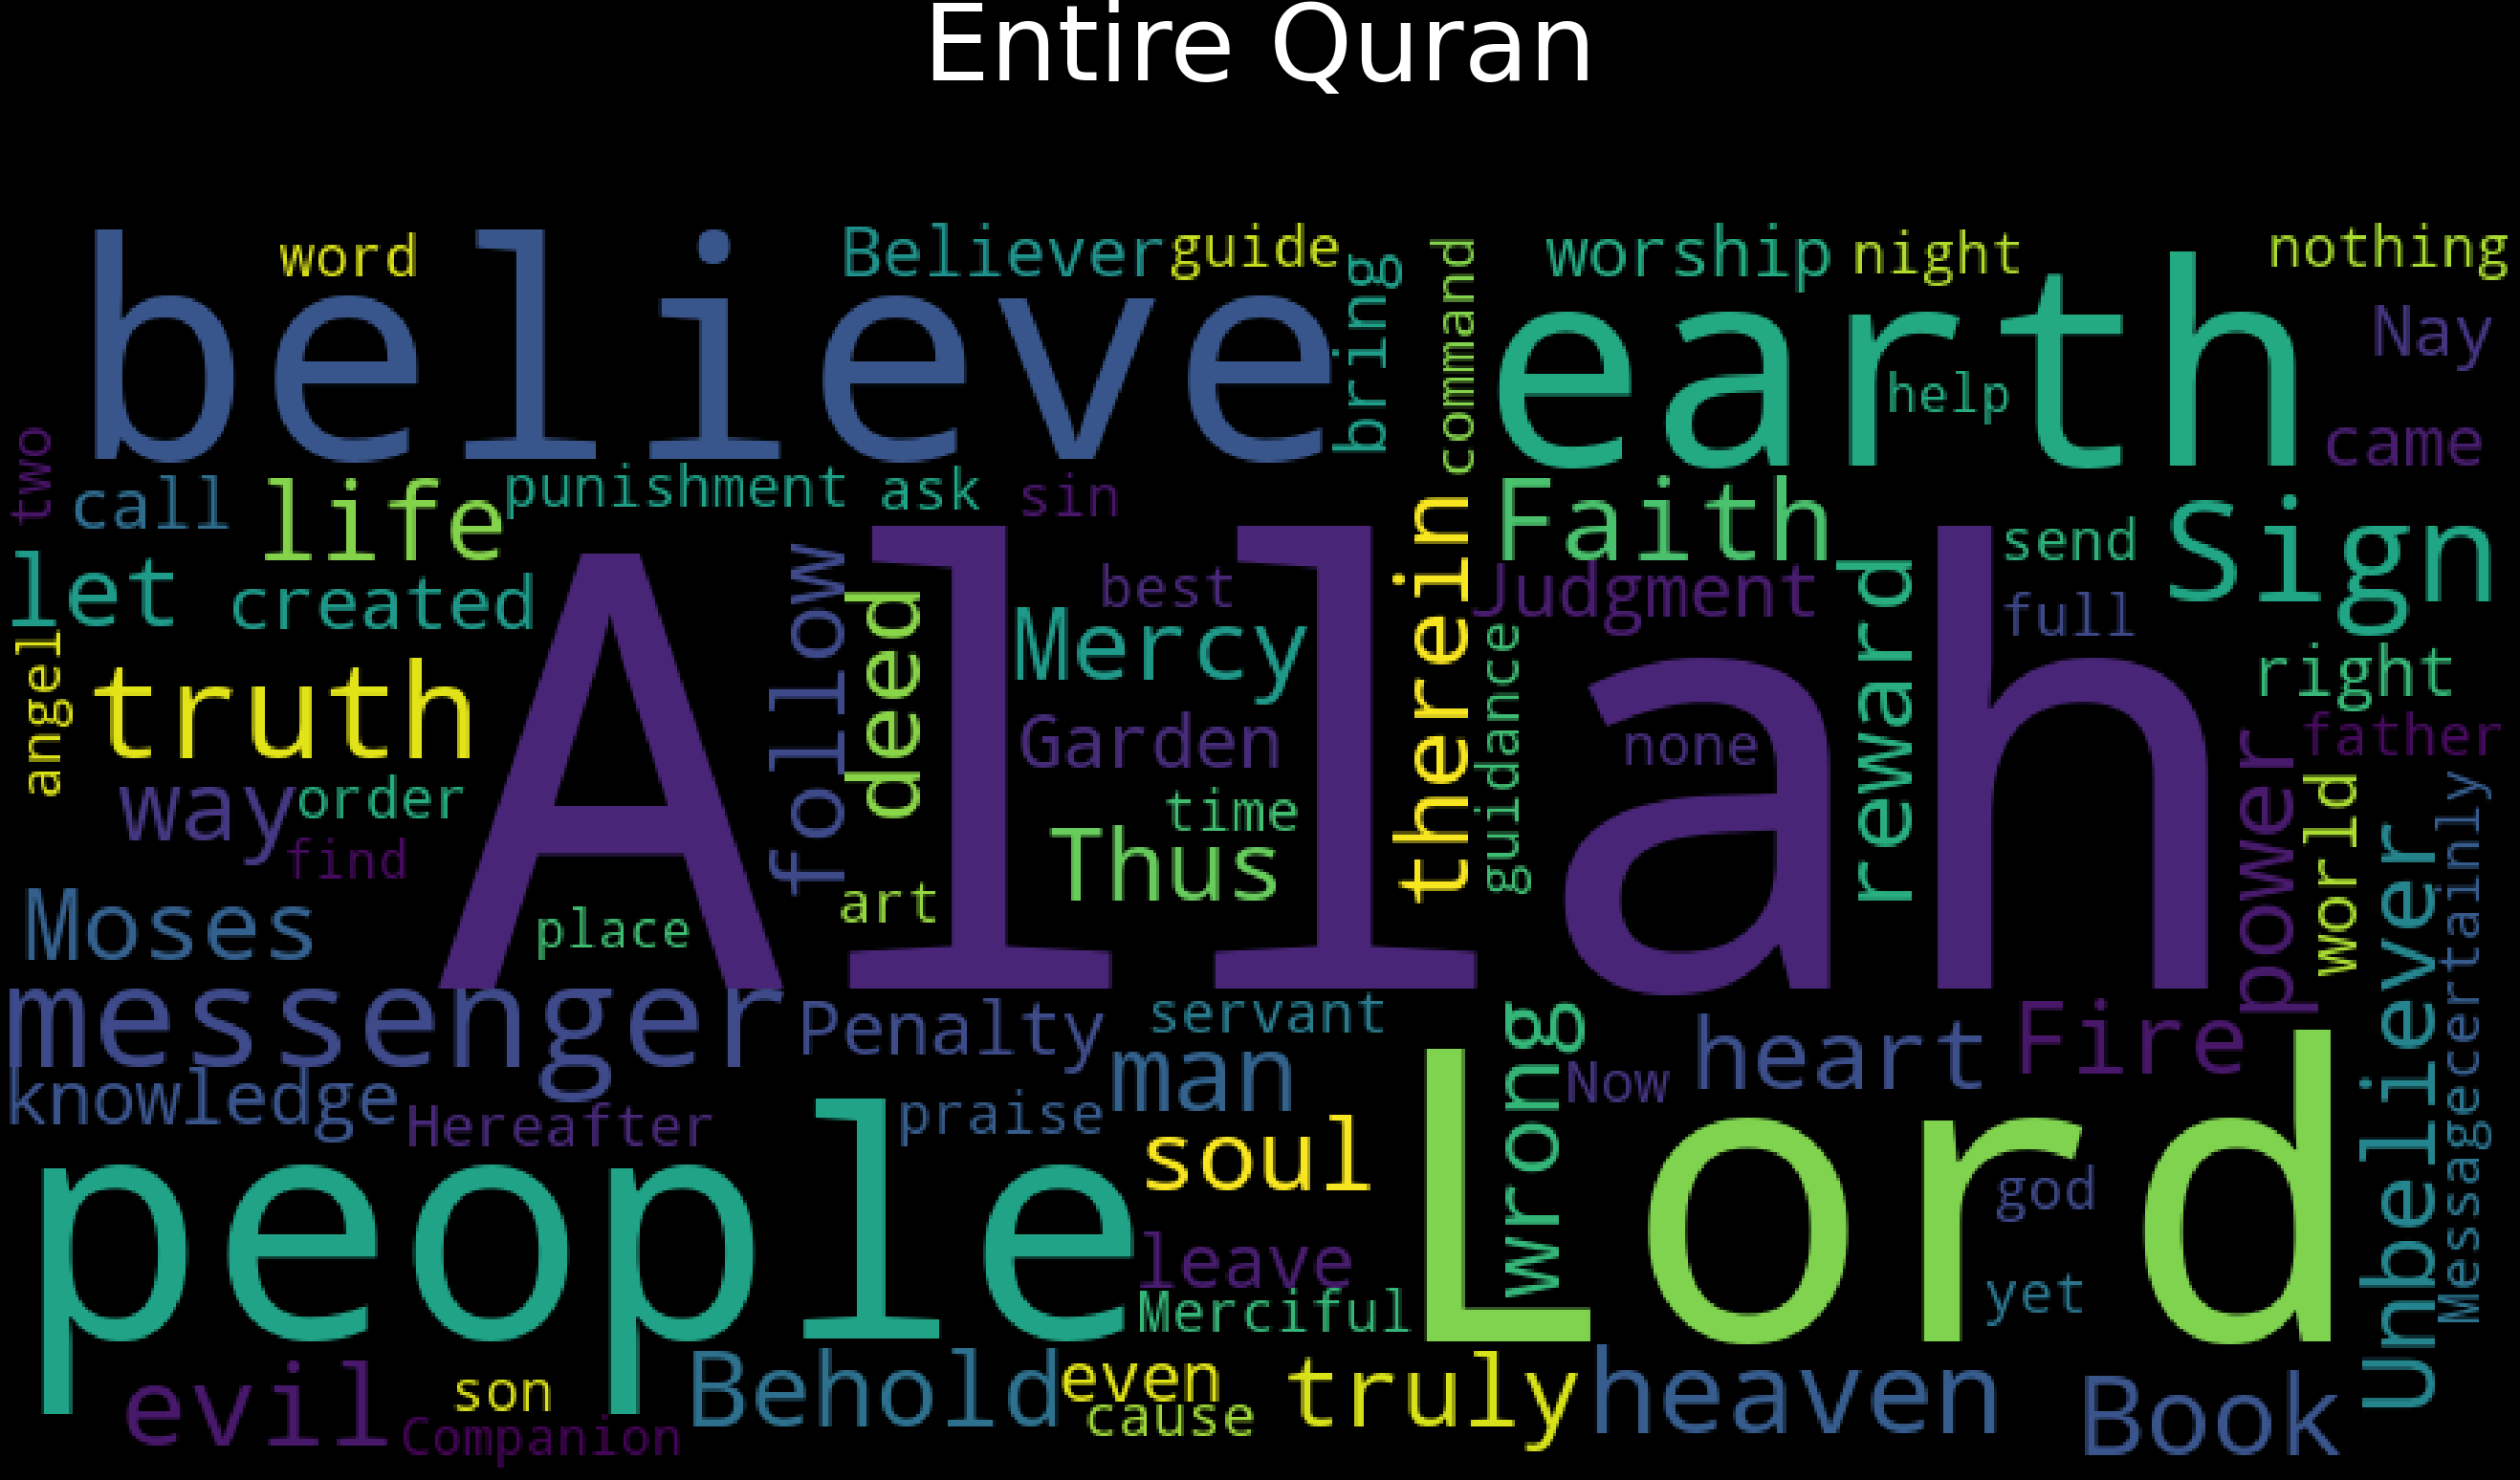 Entire Quran
word
Believer
guide
bring
command
worship
night
nothing
believe
earth
help
Nay
came
two
call
life
punishment
ask
sin
therein
Faith
send
Sign
let
created
follow
deed
best
Mercy
Judgment
reward
full
right
angel
truth
Allah
Garden
guidance
none
power
father
way
order
find
time
Thus
world
certainly
Unbeliever
Moses
place
art
messenger
Penalty
servant
man
wrong
Now
heart
Fire
knowledge
Hereafter
praise
Message
people
soul
Lord
god
leave
Merciful
yet
evil
son
Companion
Behold
even
cause
truly
heaven
Book